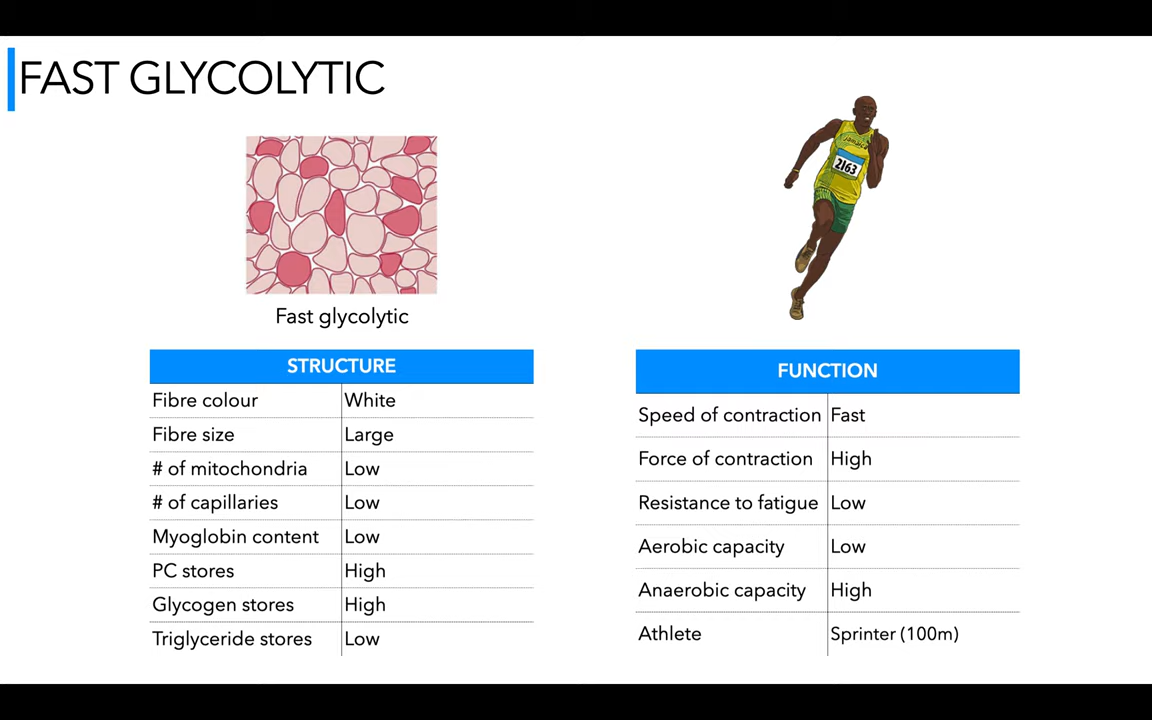 FAST GLYCOLYTIC
Jamaica
2163
Fast glycolytic
STRUCTURE
Fibre colour White
Fibre size Large
# of mitochondria Low
# of capillaries Low
Myoglobin content Low
PC stores High
Glycogen stores High
Triglyceride stores Low
FUNCTION
Speed of contraction Fast
Force of contraction High
Resistance to fatigue Low
Aerobic capacity Low
Anaerobic capacity High
Athlete Sprinter (100m)